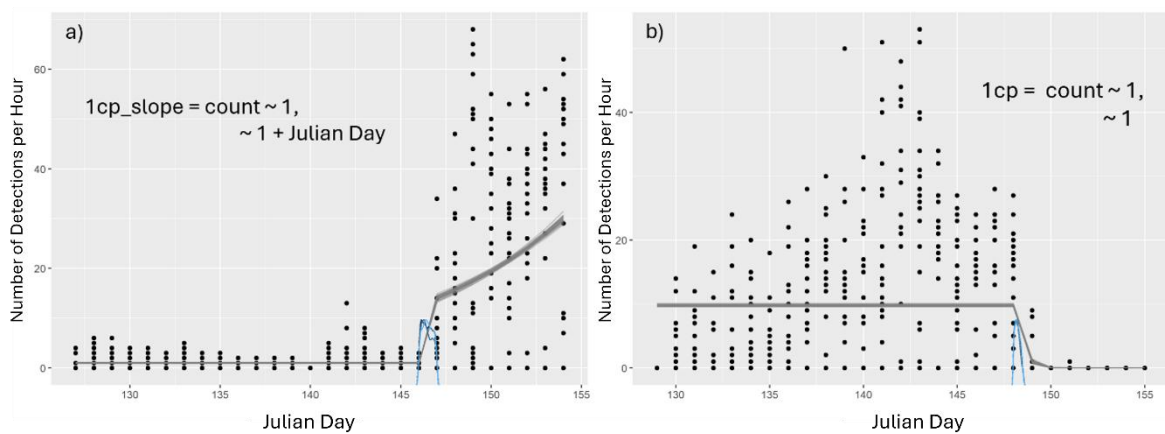 a)
1cp_slope = count ~ 1,
~ 1 + Julian Day
Number of Detections per Hour
60
40
20
0
130
135
140
145
150
155
Julian Day
b)
1cp = count ~ 1,
~ 1
Number of Detections per Hour
40
20
0
130
135
140
145
150
155
Julian Day